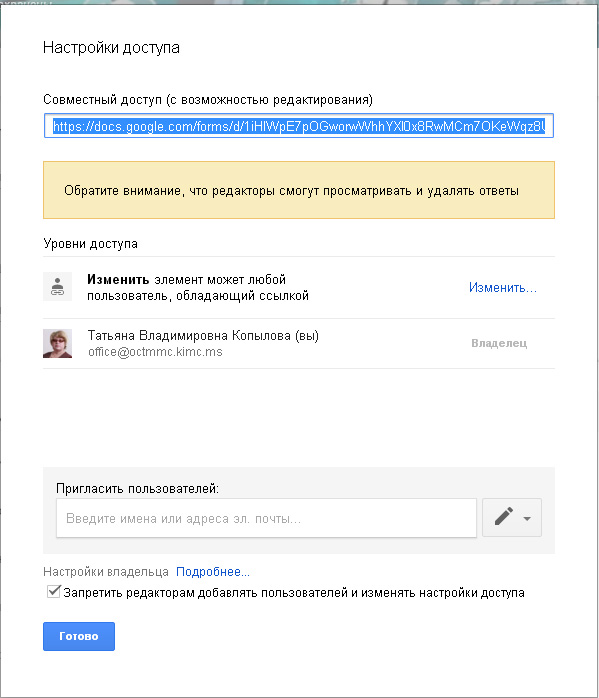 Настройки доступа
Совместный доступ (с возможностью редактирования)
https://docs.google.com/forms/d/1iHIWpE7pOGworwWhhYXl0x8RwMCm7OKeWqz8U
Обратите внимание, что редакторы смогут просматривать и удалять ответы
Уровни доступа
Изменить элемент может любой
пользователь, обладающий ссылкой
Изменить...
Татьяна Владимировна Копылова (вы)
office@octmmc.kimc.ms
Владелец
Пригласить пользователей:
Введите имена или адреса эл. почты...
Настройки владельца Подробнее...
Запретить редакторам добавлять пользователей и изменять настройки доступа
Готово